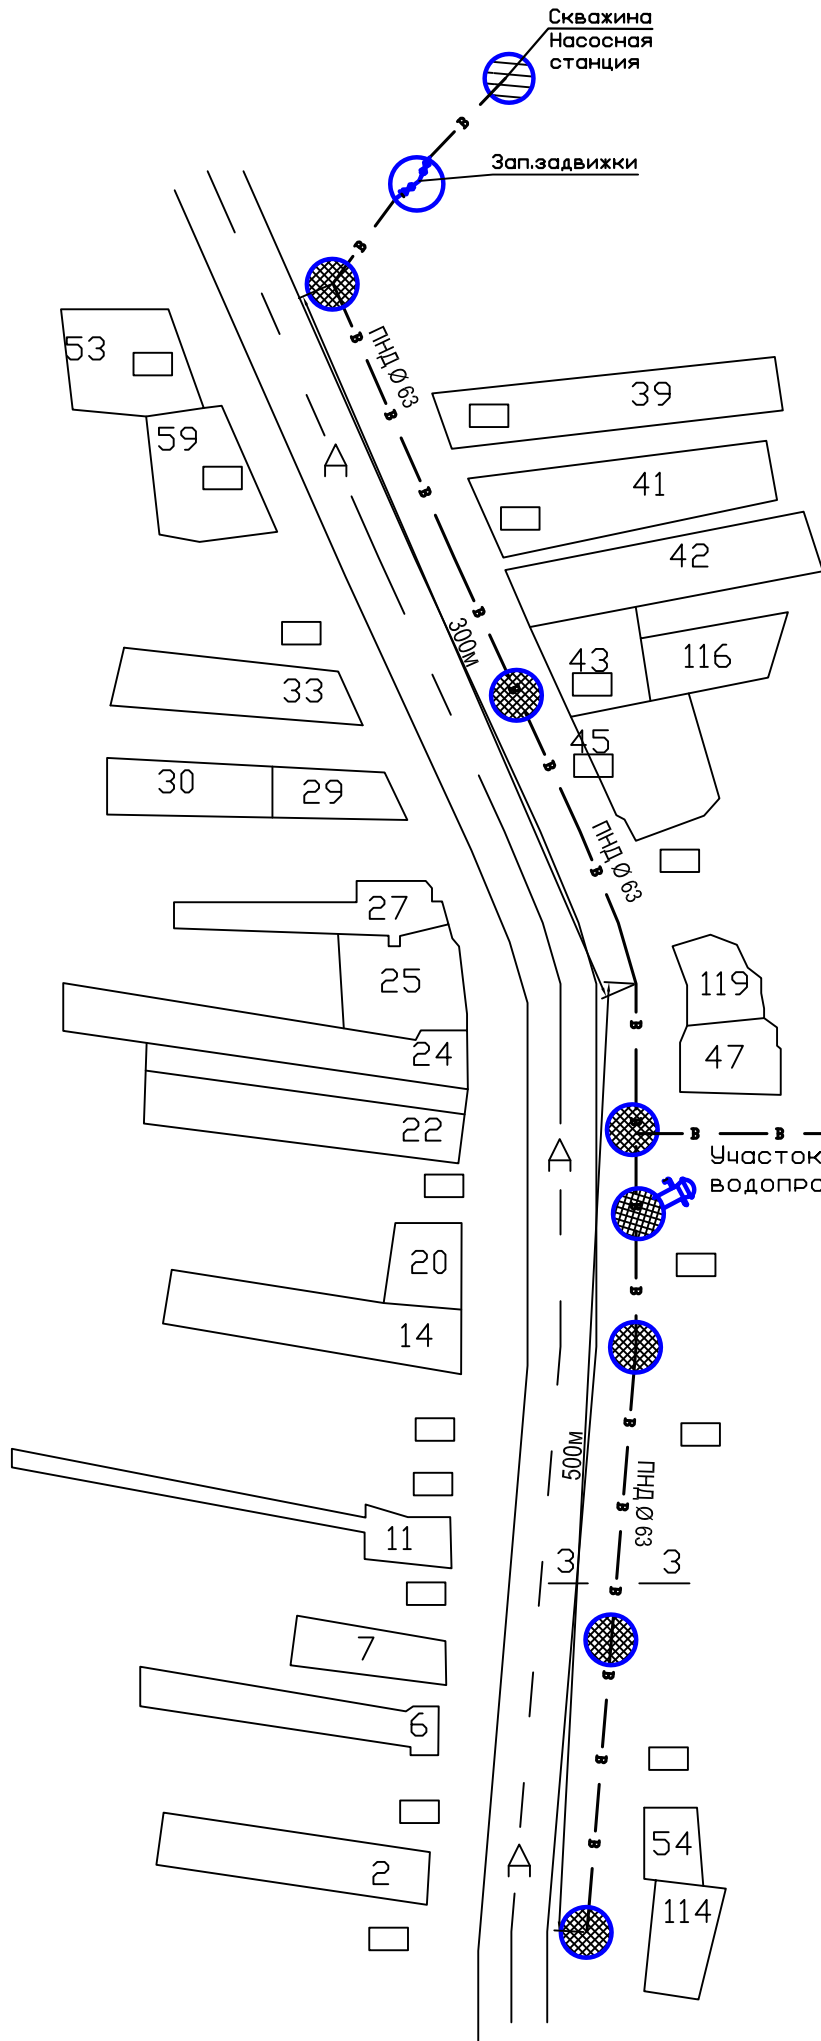 Скважина
Насосная
станция
В
Зап.задвижки
В
53
В
ПНД Ø 63
39
В
59
А
41
В
42
В
300м
43
116
33
В
45
В
30
29
ПНД Ø 63
В
27
25
119
В
24
47
В
22
В
В
А
Участок
водопро
В
20
В
14
В
500м
ПНД Ø 63
В
11
3
3
В
7
В
6
В
54
В
А
2
114